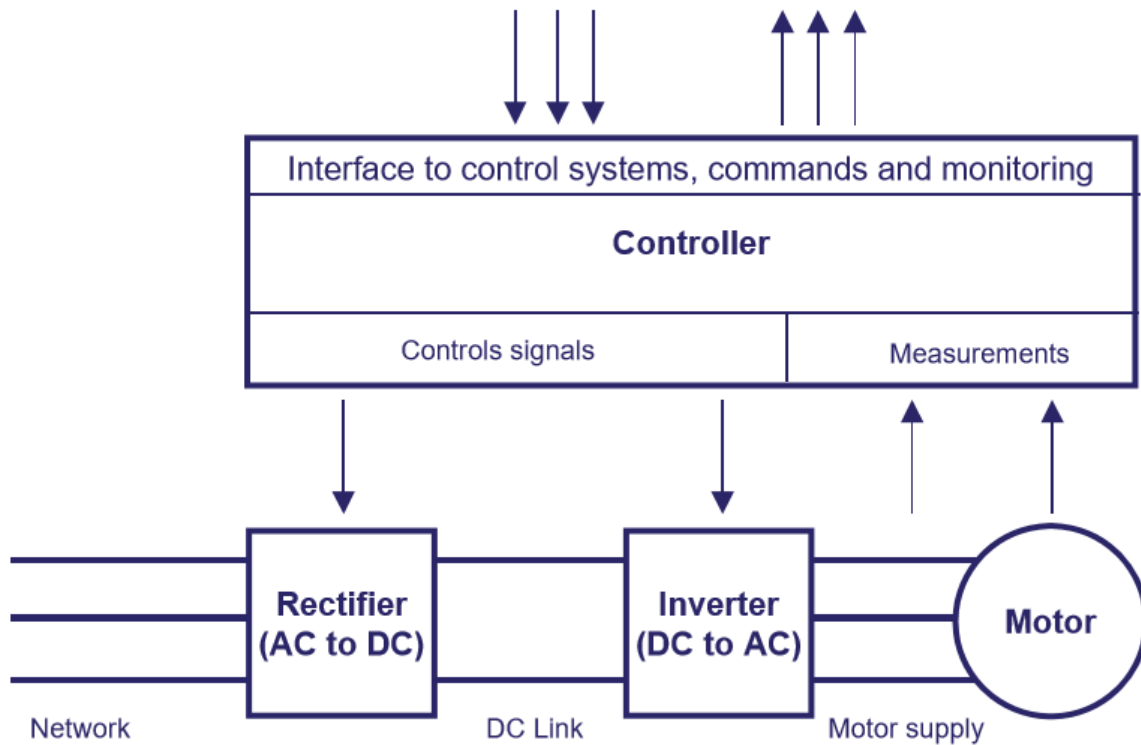 Interface to control systems, commands and monitoring
Controller
Controls signals
Measurements
Rectifier
(AC to DC)
Inverter
(DC to AC)
Motor
Network
DC Link
Motor supply